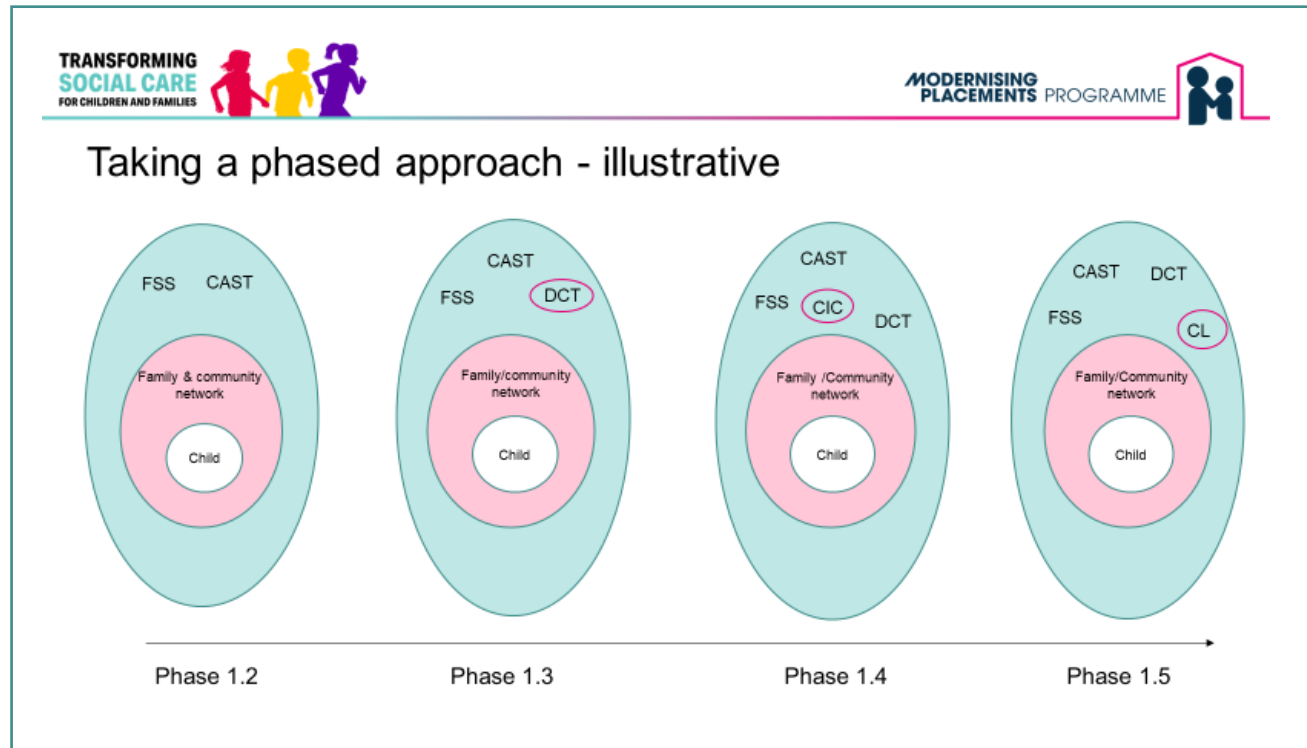 TRANSFORMING
SOCIAL CARE
FOR CHILDREN AND FAMILIES
MODERNISING
PLACEMENTS PROGRAMME
Taking a phased approach - illustrative
FSS CAST
Family & community
network
Child
Phase 1.2
CAST
FSS DCT
Family/community
network
Child
Phase 1.3
CAST
FSS CIC
DCT
Family /Community
network
Child
Phase 1.4
CAST DCT
FSS CL
Family/Community
network
Child
Phase 1.5